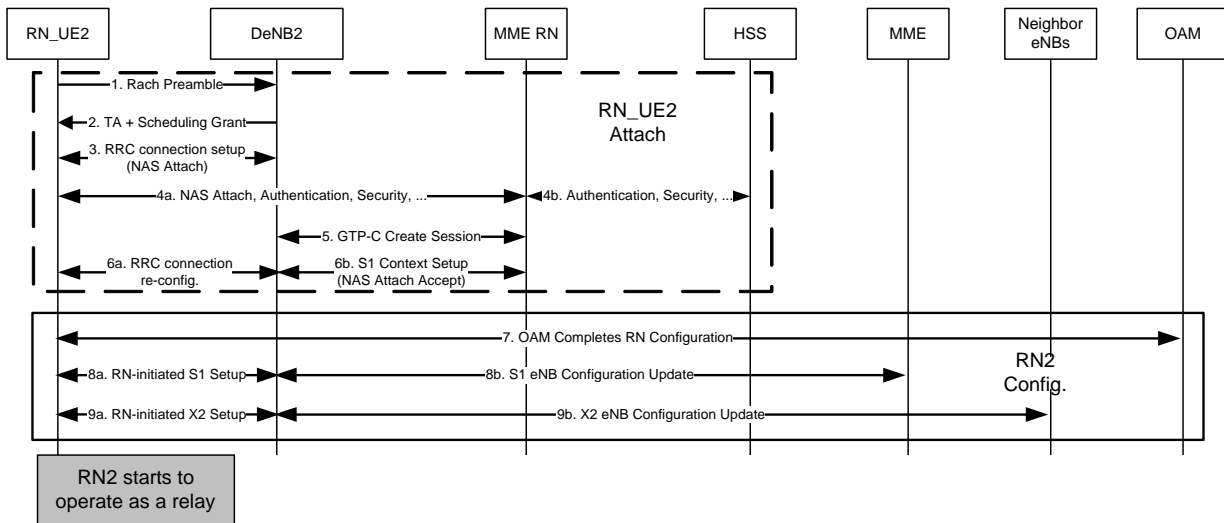 RN_UE2
DeNB2
MME RN
HSS
MME
Neighbor
eNBs
OAM
1. Rach Preamble
RN_UE2
Attach
2. TA + Scheduling Grant
3. RRC connection setup
(NAS Attach)
4a. NAS Attach, Authentication, Security, ...
4b. Authentication, Security, ...
5. GTP-C Create Session
6a. RRC connection
re-config.
6b. S1 Context Setup
(NAS Attach Accept)
7. OAM Completes RN Configuration
RN2
Config.
8a. RN-initiated S1 Setup
8b. S1 eNB Configuration Update
9a. RN-initiated X2 Setup
9b. X2 eNB Configuration Update
RN2 starts to
operate as a relay